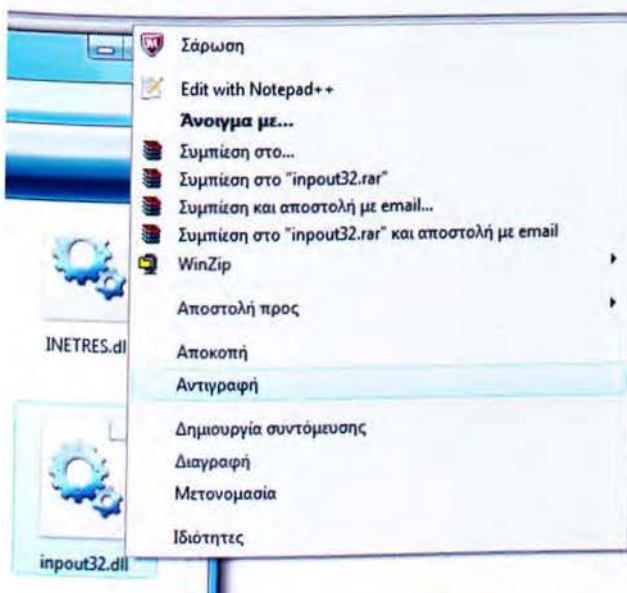 Σάρωση
Edit with Notepad++
Άνοιγμα με...
Συμπίεση στο...
Συμπίεση στο "inpout32.rar"
Συμπίεση και αποστολή με email...
Συμπίεση στο "inpout32.rar" και αποστολή με email
WinZip
Αποστολή προς
INETRES.dl
Αποκοπή
Αντιγραφή
Δημιουργία συντόμευσης
Διαγραφή
Μετονομασία
Ιδιότητες
inpout32.dll